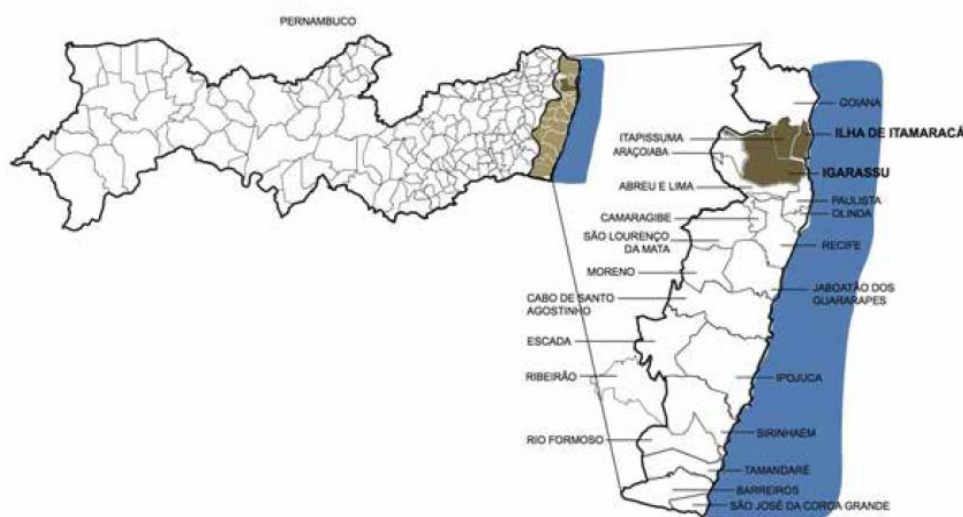 PERNAMBUCO
GOIANA
ILHA DE ITAMARACÁ
ITAPISSUMA
ARAÇOIABA
IGARASSU
ABREU E LIMA
PAULISTA
OLINDA
CAMARAGIBE
SÃO LOURENÇO
DA MATA
RECIFE
MORENO
JABOATÃO DOS
GUARARAPES
CABO DE SANTO
AGOSTINHO
ESCADA
RIBEIRÃO
IPOJUCA
SIRINHAÉM
RIO FORMOSO
TAMANDARÉ
BARREIROS
SÃO JOSÉ DA COROA GRANDE